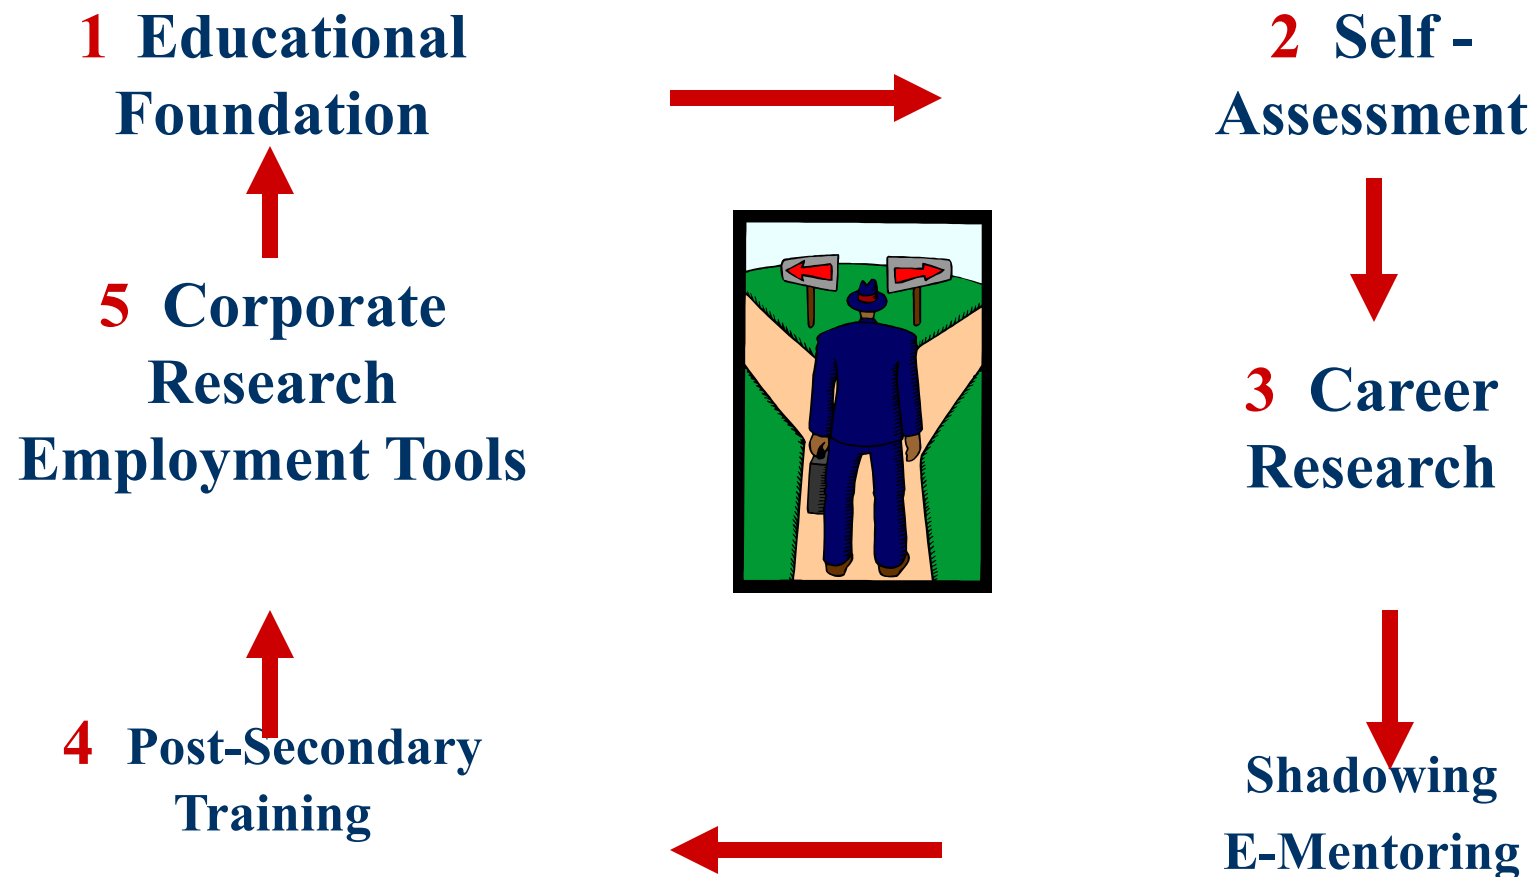 1 Educational
Foundation
2 Self -
Assessment
5 Corporate
Research
Employment Tools
3 Career
Research
4 Post-Secondary
Training
Shadowing
E-Mentoring